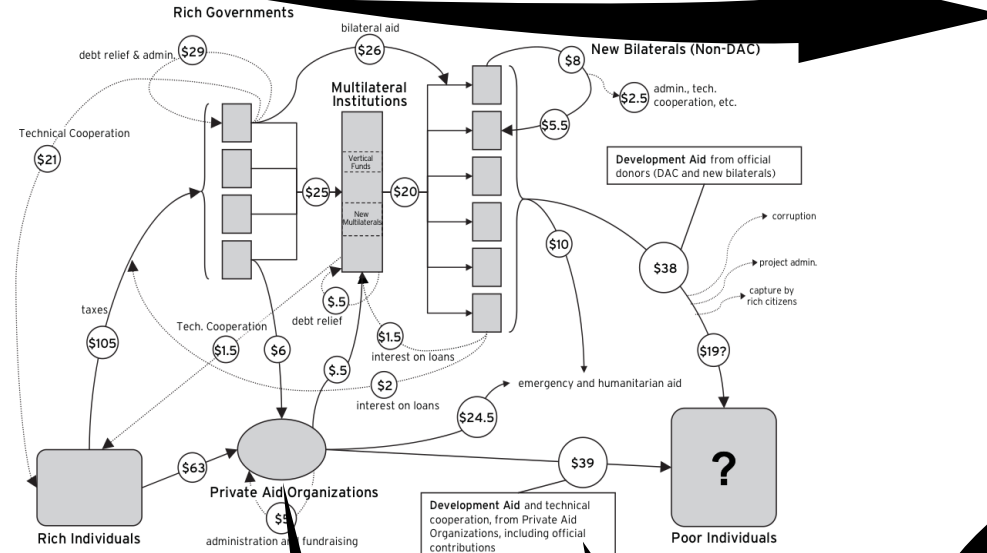 Rich Governments
bilateral aid
$26
debt relief & admin.
$29
New Bilaterals (Non-DAC)
$8
Multilateral
Institutions
$2.5
admin., tech.
cooperation, etc.
$5.5
Technical Cooperation
$21
Vertical
Funds
Development Aid from official
donors (DAC and new bilaterals)
$25
$20
New
Multilaterals
corruption
$10
$38
project admin.
capture by
rich citizens
$.5
debt relief
taxes
$105
Tech. Cooperation
$1.5
$6
$1.5
interest on loans
$19?
$.5
$2
interest on loans
emergency and humanitarian aid
$24.5
$63
$39
?
Private Aid Organizations
Rich Individuals
administration and fundraising
Development Aid and technical
cooperation, from Private Aid
Organizations, including official
contributions
Poor Individuals